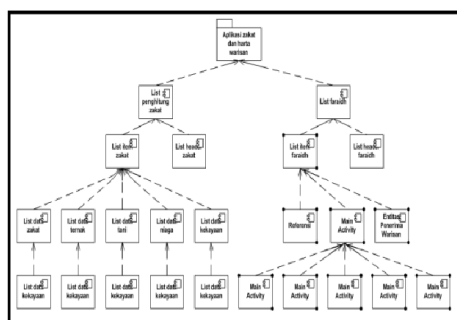 Aplikasi zakat
dan harta
warisan
List
penghitung
zakat
List faraidh
List item
zakat
List header
zakat
List item
faraidh
List header
faraidh
List data
zakat
List data
ternak
List data
tani
List data
niaga
List data
kekayaan
Referensi
Main
Activity
Entitas
Penerima
Warisan
List data
kekayaan
List data
kekayaan
List data
kekayaan
List data
kekayaan
List data
kekayaan
Main
Activity
Main
Activity
Main
Activity
Main
Activity
Main
Activity